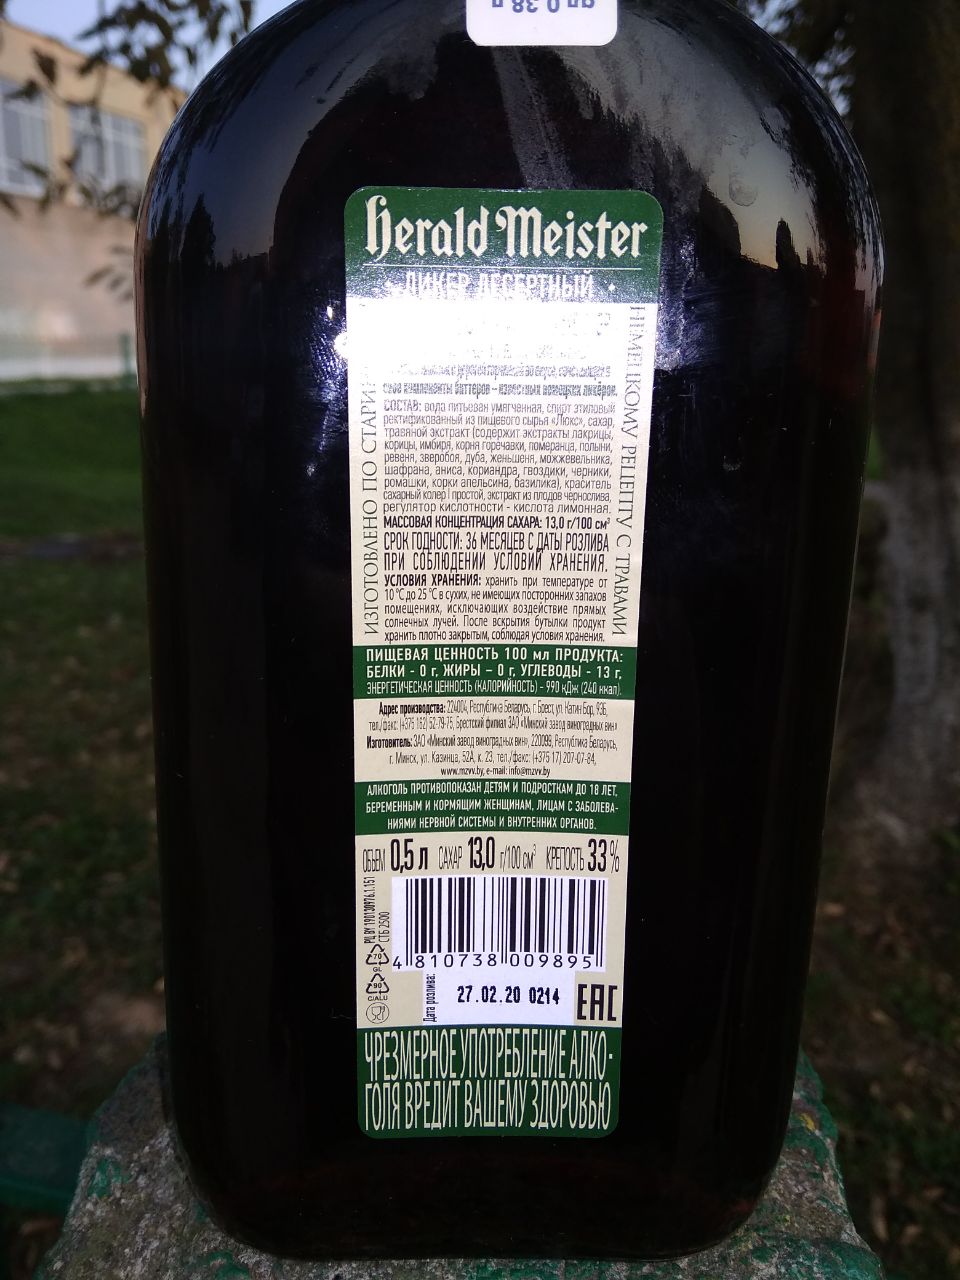 Herald Meister
ЛИКЕР ДЕСЕРТНЫЙ
ИЗГОТОВЛЕНО ПО
НЕМЕЦКОМУ РЕЦЕПТУ С ТРАВАМИ
биттеров – известных немецких ликёров.
СОСТАВ: вода питьевая умягченная, спирт этиловый
ректификованный из пищевого сырья «Люкс», сахар,
травяной экстракт (содержит экстракты лакрицы,
корицы, имбиря, корня горечавки, померанца, полыни,
ревеня, зверобоя, дуба, женьшеня, можжевельника,
шафрана, аниса, кориандра, гвоздики, черники,
ромашки, корки апельсина, базилика), краситель
сахарный колер I простой, экстракт из плодов чернослива,
регулятор кислотности - кислота лимонная.
МАССОВАЯ КОНЦЕНТРАЦИЯ САХАРА: 13,0 г/100 см³
СРОК ГОДНОСТИ: 36 МЕСЯЦЕВ С ДАТЫ РОЗЛИВА
ПРИ СОБЛЮДЕНИИ УСЛОВИЙ ХРАНЕНИЯ.
УСЛОВИЯ ХРАНЕНИЯ: хранить при температуре от
10 °С до 25 °С в сухих, не имеющих посторонних запахов
помещениях, исключающих воздействие прямых
солнечных лучей. После вскрытия бутылки продукт
хранить плотно закрытым, соблюдая условия хранения.
ПИЩЕВАЯ ЦЕННОСТЬ 100 мл ПРОДУКТА:
БЕЛКИ - 0 г, ЖИРЫ – 0 г, УГЛЕВОДЫ - 13 г,
ЭНЕРГЕТИЧЕСКАЯ ЦЕННОСТЬ (КАЛОРИЙНОСТЬ) - 990 кДж (240 ккал).
Адрес производства: 224004, Республика Беларусь, г. Брест, ул. Катин Бор, 93Б,
тел./факс: (+375 162) 52-79-75, Брестский филиал ЗАО «Минский завод виноградных вин»
Изготовитель: ЗАО «Минский завод виноградных вин», 220099, Республика Беларусь,
г. Минск, ул. Казинца, 52А, к. 23, тел./факс: (+375 17) 207-07-84,
www.mzvv.by, e-mail: info@mzvv.by
АЛКОГОЛЬ ПРОТИВОПОКАЗАН ДЕТЯМ И ПОДРОСТКАМ ДО 18 ЛЕТ,
БЕРЕМЕННЫМ И КОРМЯЩИМ ЖЕНЩИНАМ, ЛИЦАМ С ЗАБОЛЕВА-
НИЯМИ НЕРВНОЙ СИСТЕМЫ И ВНУТРЕННИХ ОРГАНОВ.
ОБЪЕМ 0,5 л САХАР 13,0 г/100 см³ КРЕПОСТЬ 33%
РЦ BY 190130976.1.151
СТБ 2500
70
GL
90
C/ALU
4 810738 009895
Дата розлива:
27.02.20 0214
EAC
ЧРЕЗМЕРНОЕ УПОТРЕБЛЕНИЕ АЛКО-
ГОЛЯ ВРЕДИТ ВАШЕМУ ЗДОРОВЬЮ